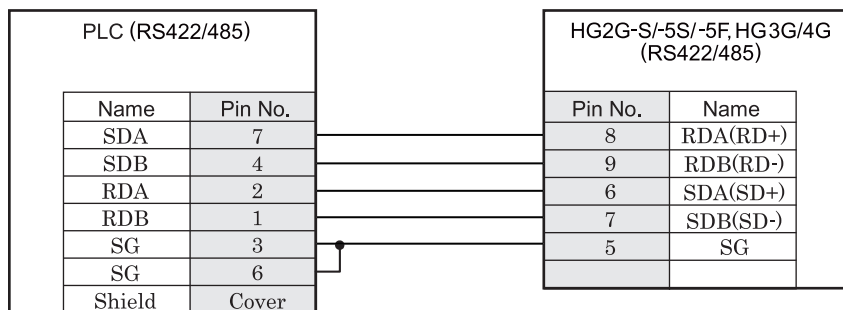 PLC (RS422/485)
Name Pin No.
SDA 7
SDB 4
RDA 2
RDB 1
SG 3
SG 6
Shield Cover
HG2G-S/-5S/-5F, HG3G/4G
(RS422/485)
Pin No. Name
8 RDA(RD+)
9 RDB(RD-)
6 SDA(SD+)
7 SDB(SD-)
5 SG